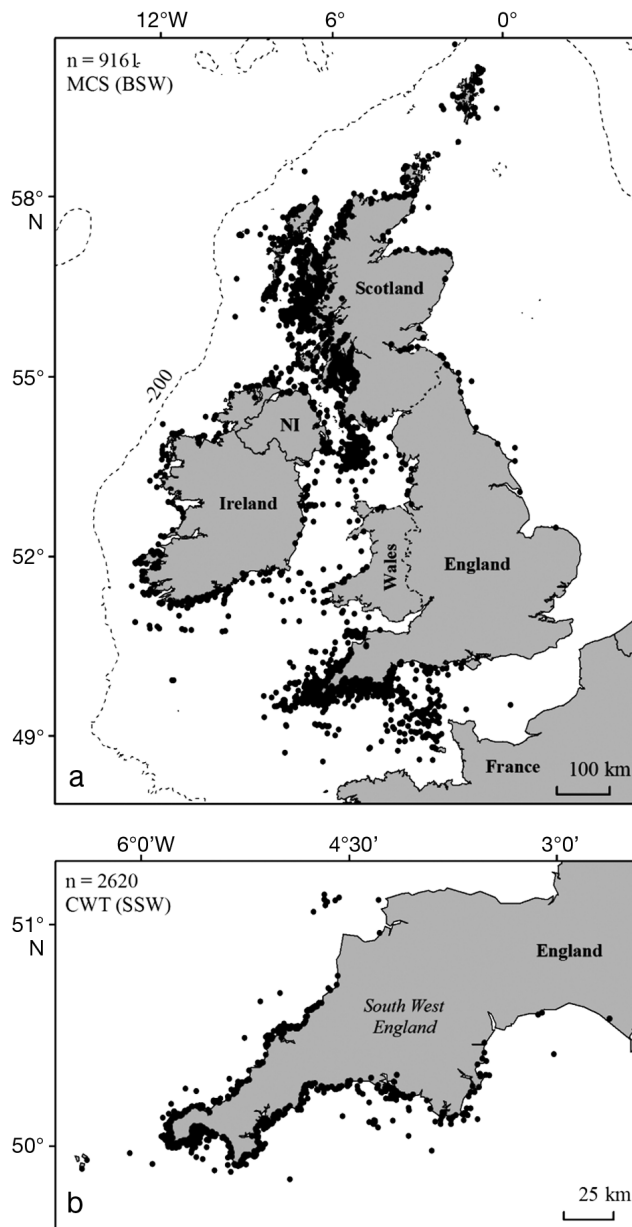 12°W 6° 0°
n = 9161
MCS (BSW)
58°
N
Scotland
55°
-200
NI
Ireland
52°
Wales
England
49°
a
France
100 km
6°0'W 4°30' 3°0'
n = 2620
CWT (SSW)
51°
N
England
South West
England
50°
b
25 km